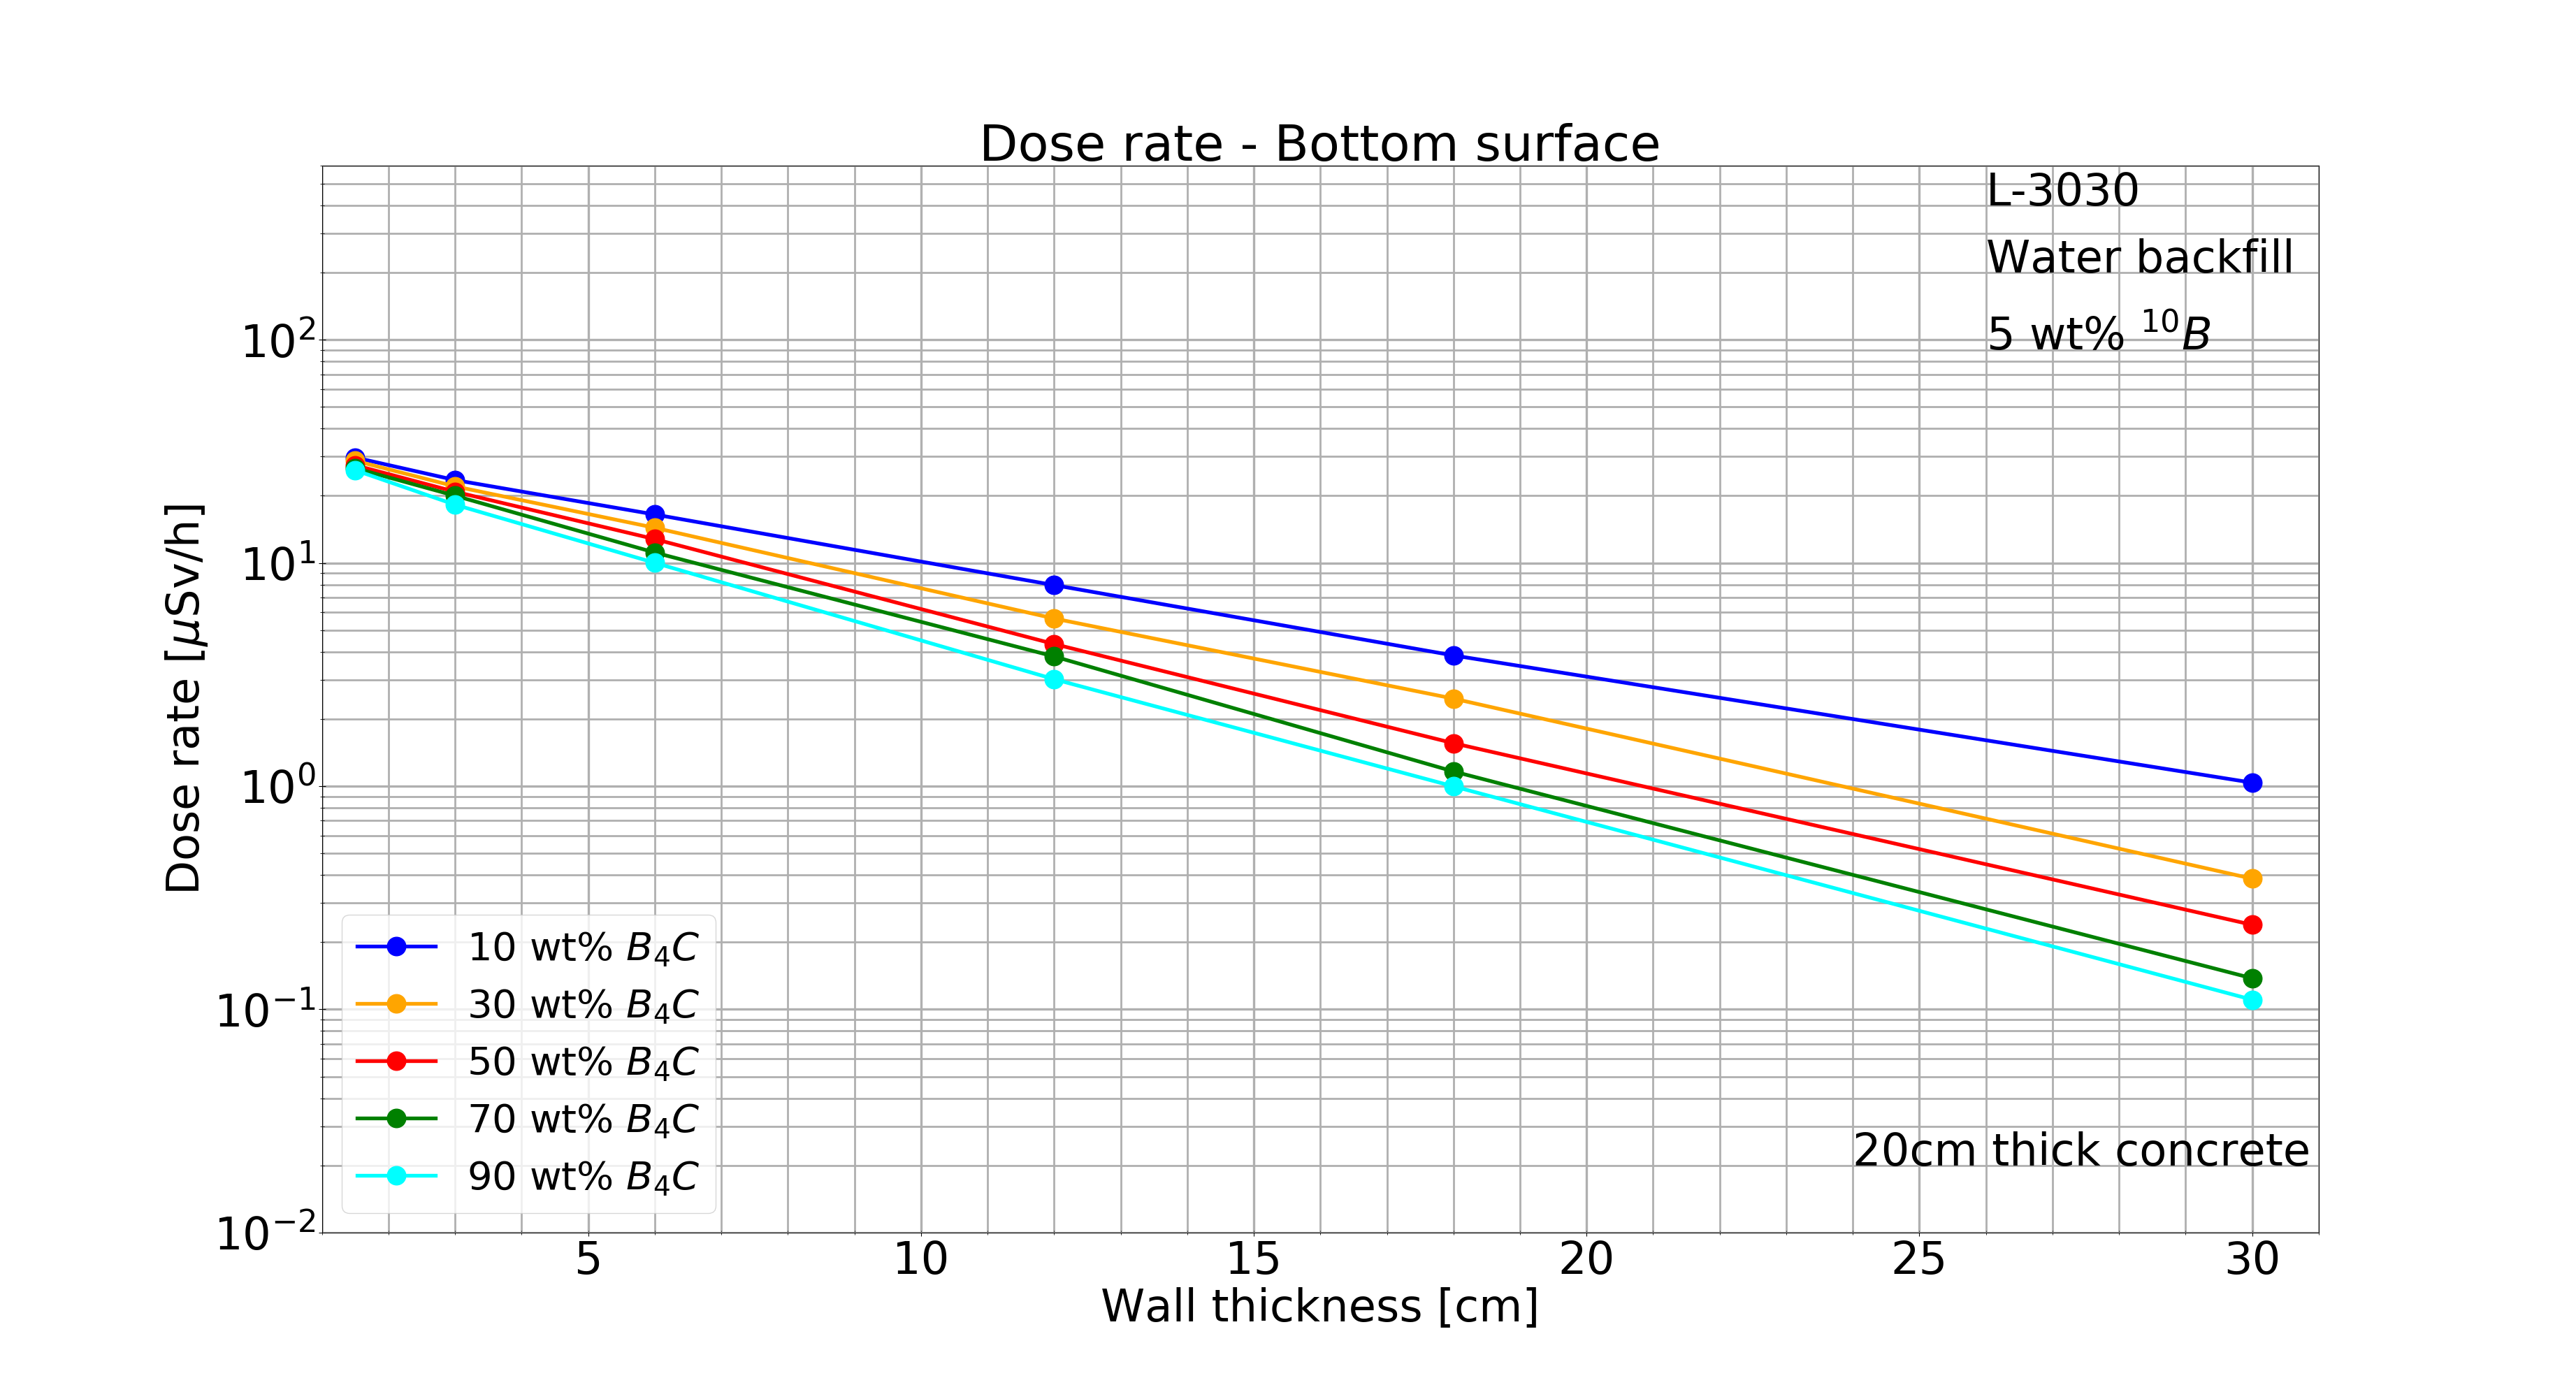 Dose rate - Bottom surface
L-3030
Water backfill
5 wt% ¹⁰B
Dose rate [μSv/h]
10²
10¹
10⁰
10⁻¹
10⁻²
10 wt% B₄C
30 wt% B₄C
50 wt% B₄C
70 wt% B₄C
90 wt% B₄C
20cm thick concrete
5 10 15 20 25 30
Wall thickness [cm]